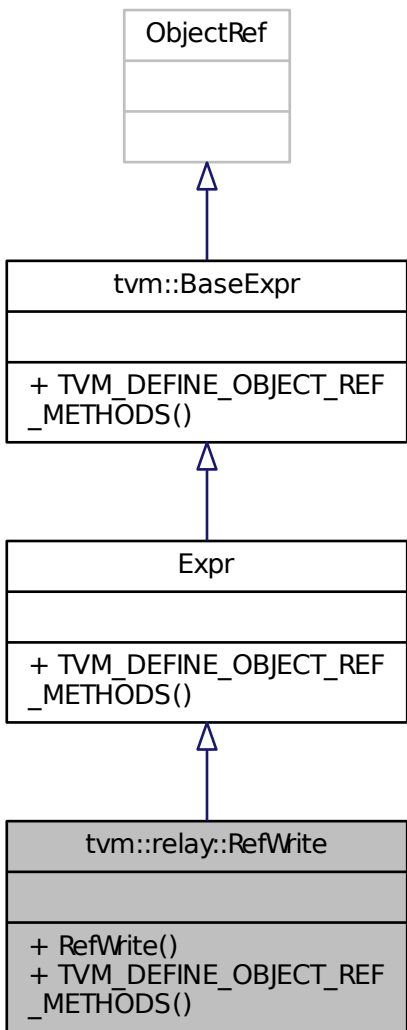 ObjectRef
tvm::BaseExpr
+ TVM_DEFINE_OBJECT_REF
_METHODS()
Expr
+ TVM_DEFINE_OBJECT_REF
_METHODS()
tvm::relay::RefWrite
+ RefWrite()
+ TVM_DEFINE_OBJECT_REF
_METHODS()